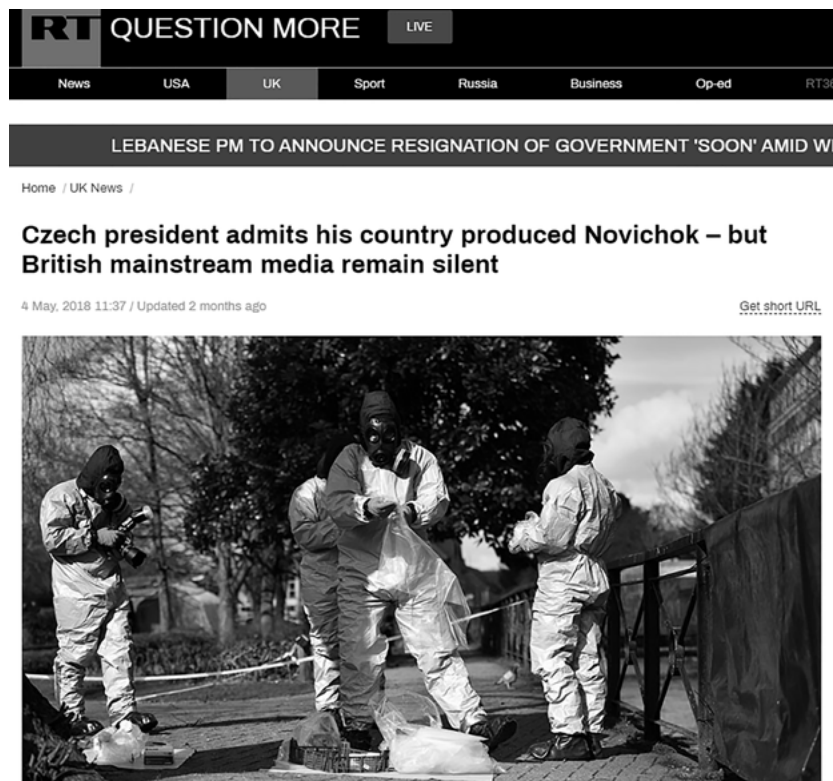 RT QUESTION MORE LIVE
News USA UK Sport Russia Business Op-ed RT36
LEBANESE PM TO ANNOUNCE RESIGNATION OF GOVERNMENT 'SOON' AMID
Home / UK News /
Czech president admits his country produced Novichok – but
British mainstream media remain silent
4 May, 2018 11:37 / Updated 2 months ago Get short URL